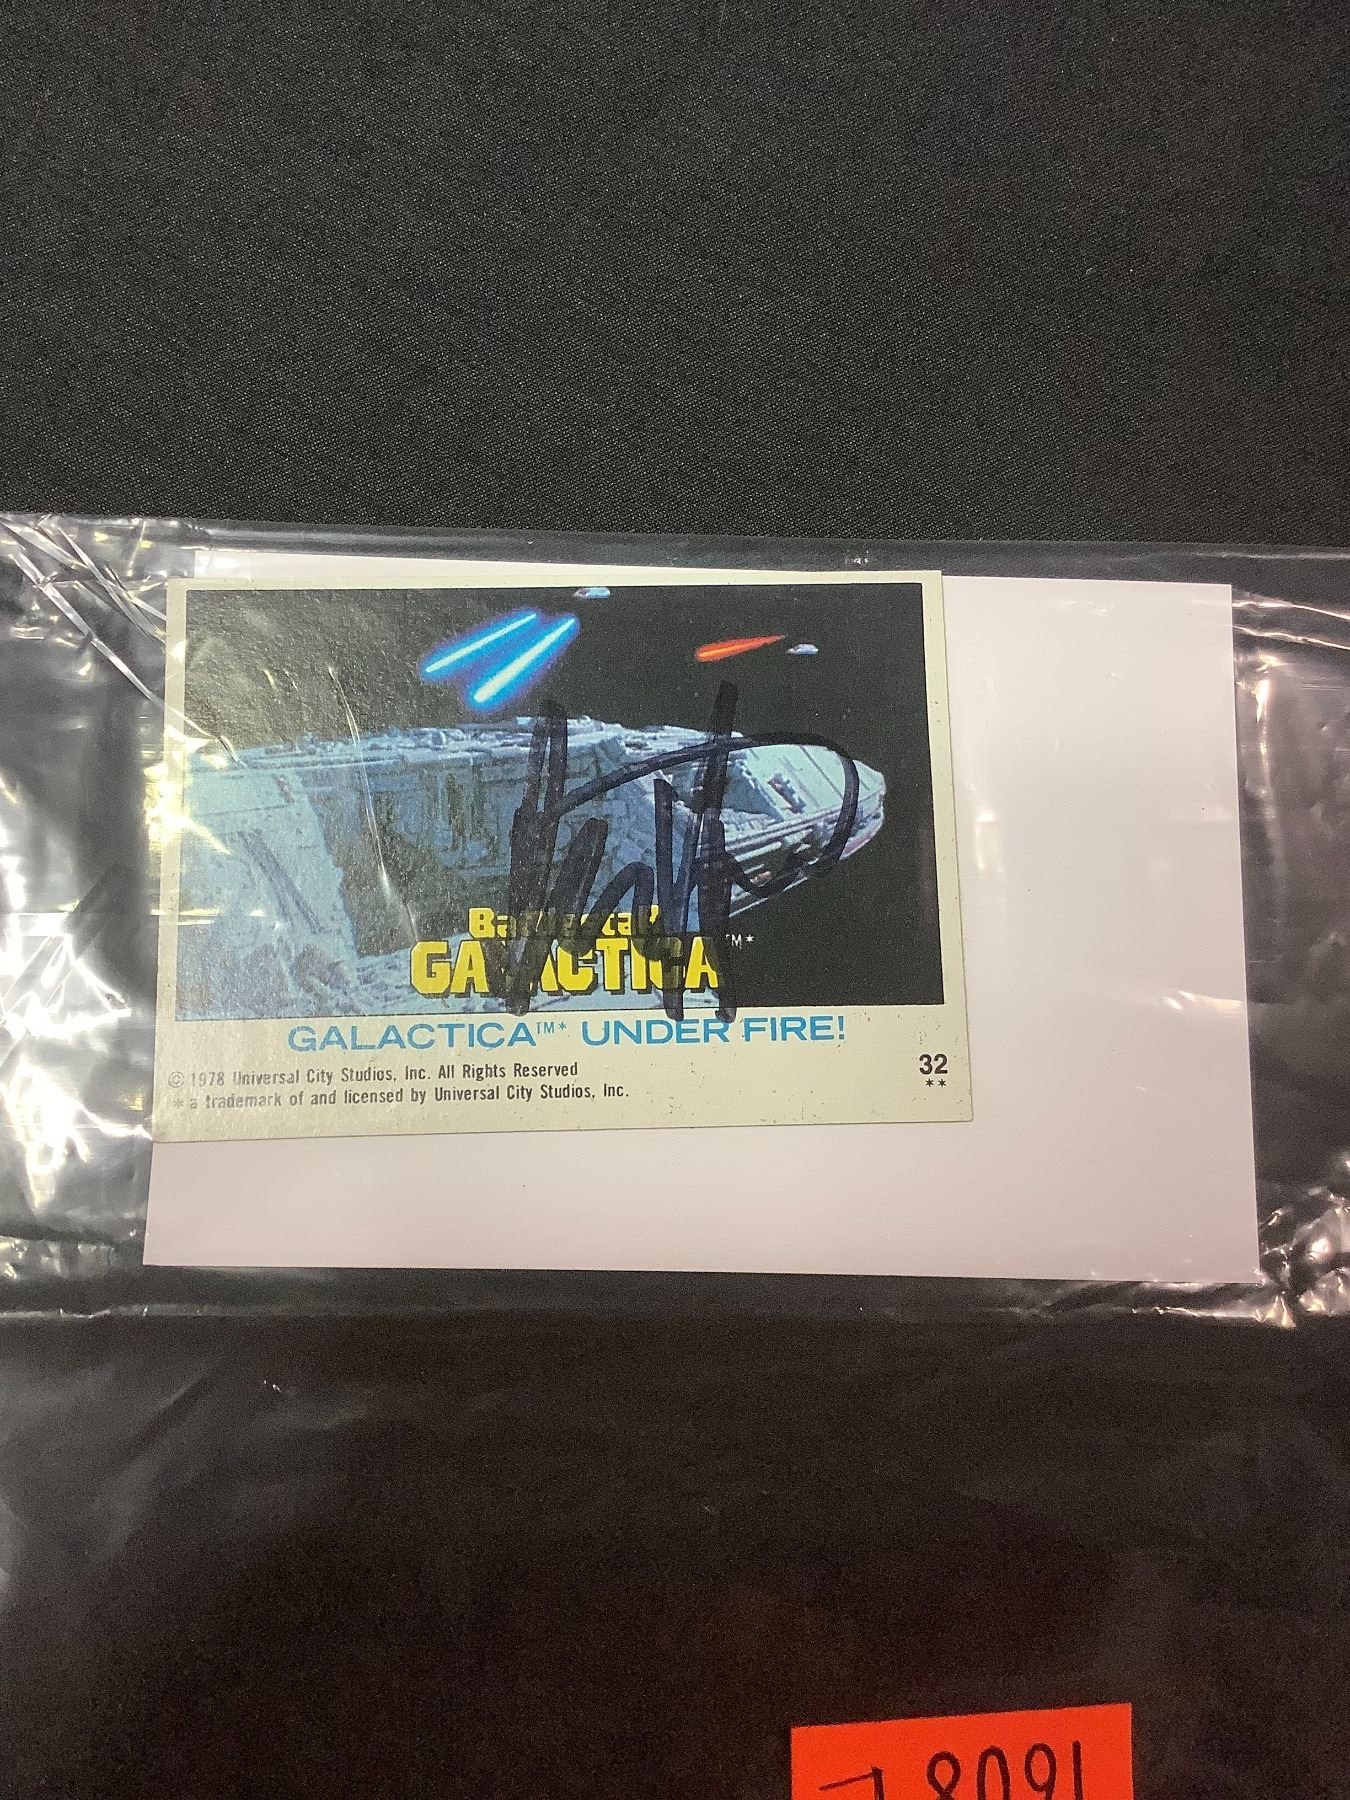 Battlestar
GALACTICA™*
GALACTICA™* UNDER FIRE!
© 1978 Universal City Studios, Inc. All Rights Reserved
* a trademark of and licensed by Universal City Studios, Inc.
32
**